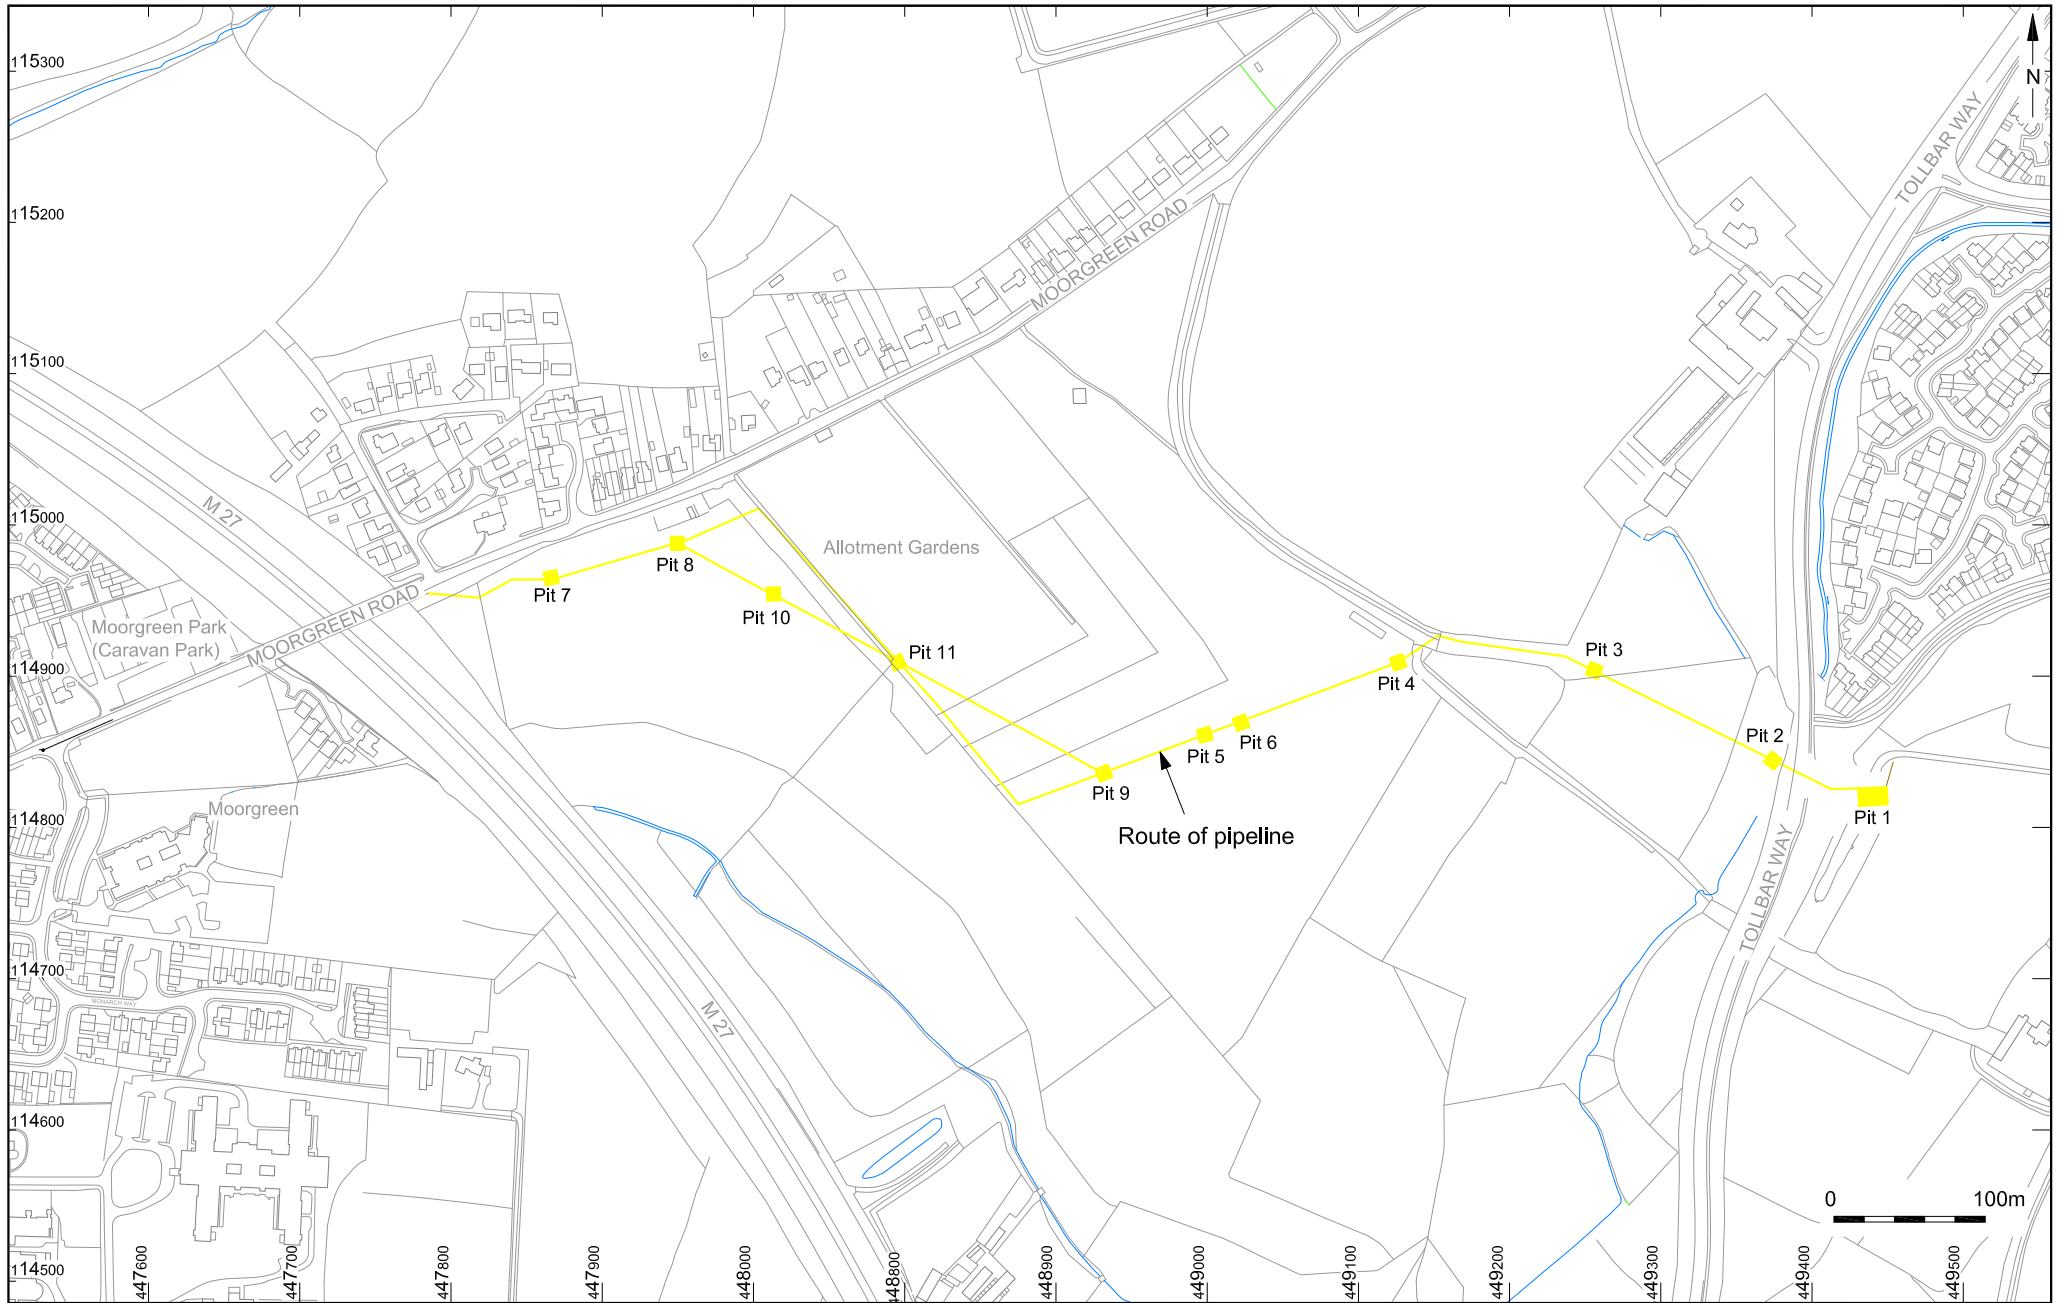 115300
N
TOLLBAR WAY
115200
MOORGREEN ROAD
115100
M 27
115000
Allotment Gardens
Pit 8
Pit 7
Pit 10
Moorgreen Park
(Caravan Park)
MOORGREEN ROAD
Pit 11
Pit 3
Pit 4
114900
Pit 6
Pit 5
Pit 2
Pit 9
Route of pipeline
Pit 1
114800
Moorgreen
TOLLBAR WAY
114700
MONARCH WAY
M 27
114600
0 100m
114500
447600
447700
447800
447900
448000
448800
448900
449000
449100
449200
449300
449400
449500